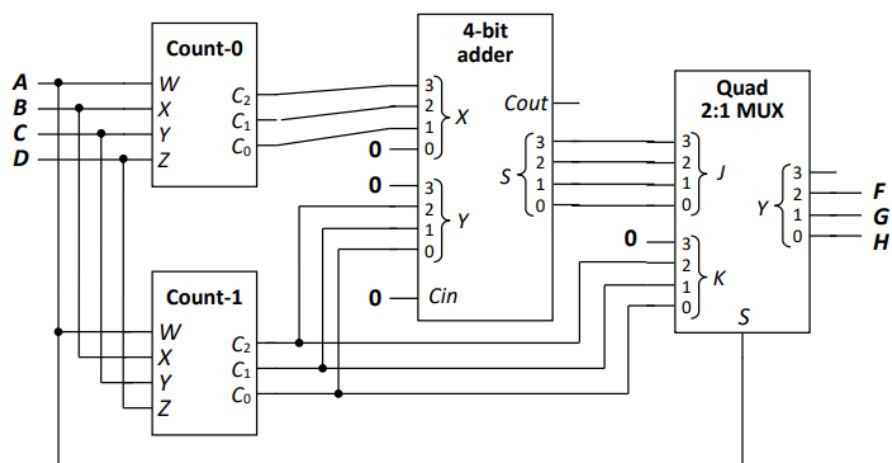 4-bit
adder
Count-0
Quad
2:1 MUX
A
B
C
D
W
X
Y
Z
C2
C1
C0
0
3
2
1
0
X
0
3
2
1
0
Y
0
Cin
Cout
S
3
2
1
0
3
2
1
0
J
0
3
2
1
0
K
Y
3
2
1
0
F
G
H
S
Count-1
W
X
Y
Z
C2
C1
C0